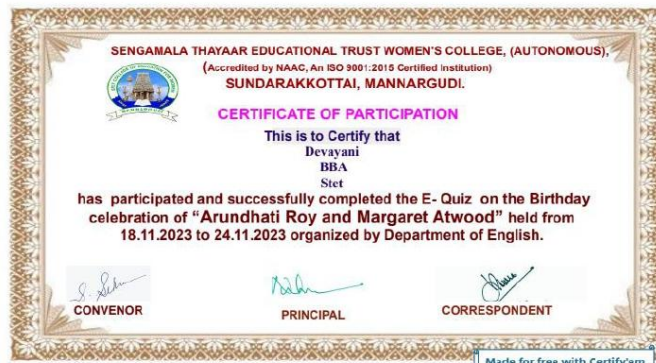 SENGAMALA THAYAAR EDUCATIONAL TRUST WOMEN'S COLLEGE, (AUTONOMOUS),
(Accredited by NAAC, An ISO 9001:2015 Certified Institution)
SUNDARAKKOTTAI, MANNARGUDI.
CERTIFICATE OF PARTICIPATION
This is to Certify that
Devayani
BBA
Stet
has participated and successfully completed the E- Quiz on the Birthday
celebration of “Arundhati Roy and Margaret Atwood” held from
18.11.2023 to 24.11.2023 organized by Department of English.
CONVENOR
PRINCIPAL
CORRESPONDENT
Made for free with Certify'em